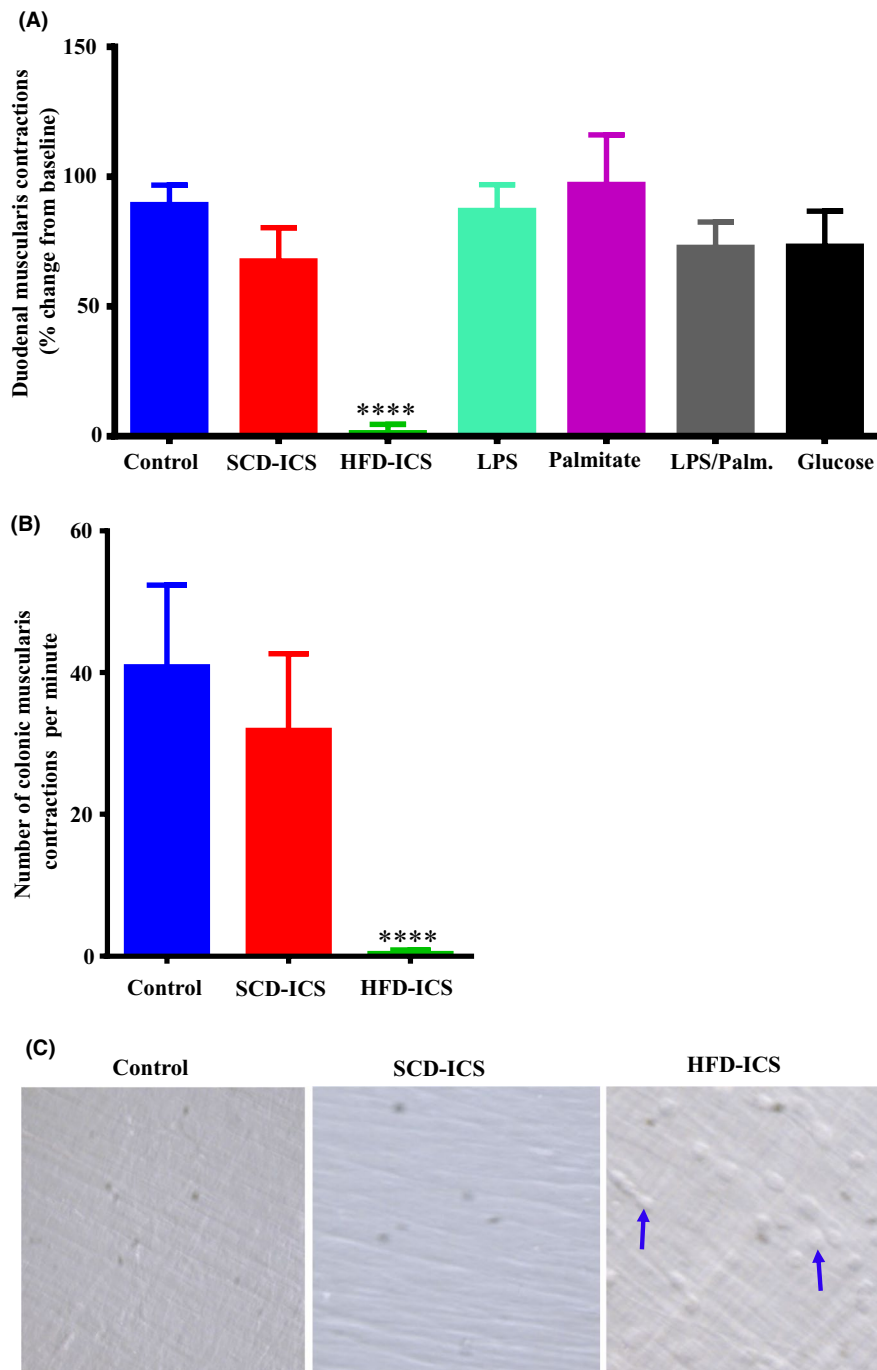 (A)
Duodenal muscularis contractions
(% change from baseline)
150
100
50
0
****
Control SCD-ICS HFD-ICS LPS Palmitate LPS/Palm. Glucose
(B)
Number of colonic muscularis
contractions per minute
60
40
20
0
****
Control SCD-ICS HFD-ICS
(C)
Control SCD-ICS HFD-ICS